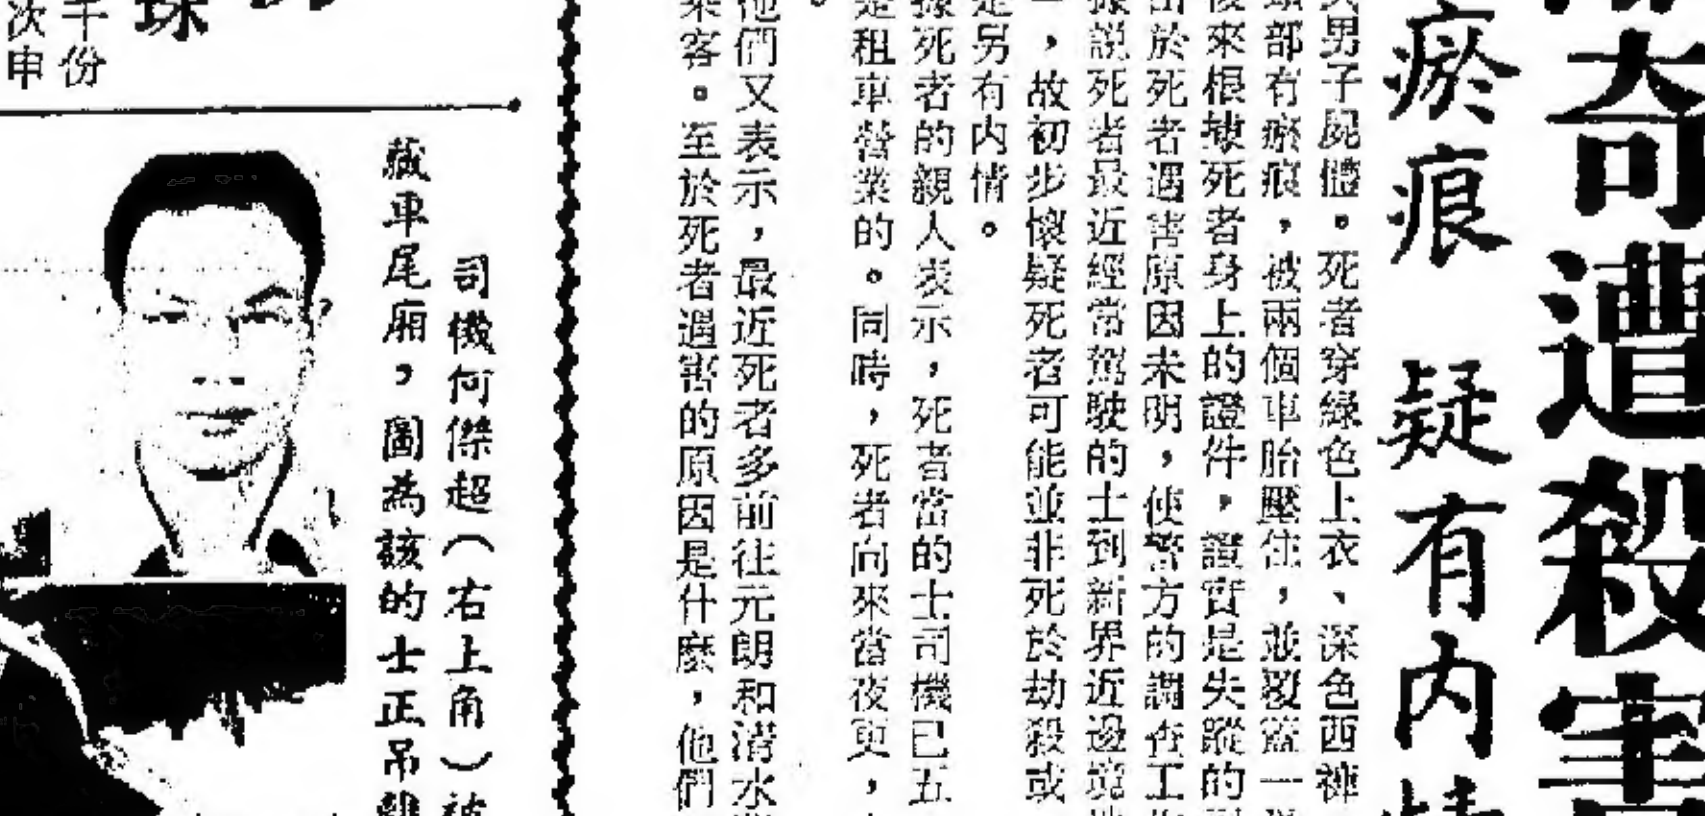 奇遭殺害
瘀痕 疑有內情
男子屍體。死者穿綠色上衣、深色西褲
部有瘀痕,被兩個車胎壓住,並覆蓋一
後來根據死者身上的證件,證實是失蹤的
由於死者遇害原因未明,使警方的調查工
據說死者最近經常駕駛的士到新界近邊境
,故初步懷疑死者可能並非死於劫殺或
是另有內情。
據死者的親人表示,死者當的士司機已五
是租車營業的。同時,死者向來當夜更,
他們又表示,最近死者多前往元朗和清水
乘客。至於死者遇害的原因是什麼,他們
珠
千份
次申
司機何傑超(右上角)被
藏車尾廂,圖為該的士正吊離